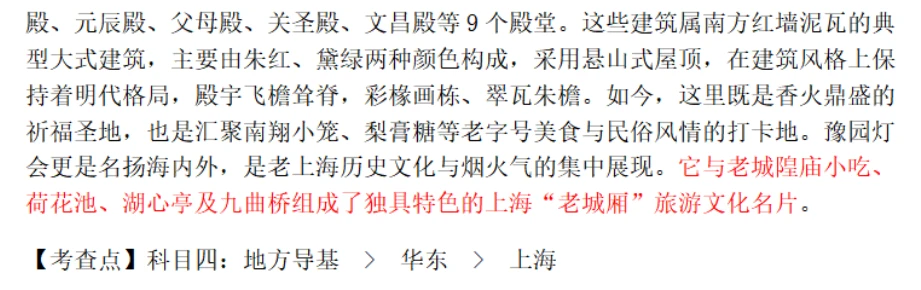 殿、元辰殿、父母殿、关圣殿、文昌殿等 9 个殿堂。这些建筑属南方红墙泥瓦的典
型大式建筑，主要由朱红、黛绿两种颜色构成，采用悬山式屋顶，在建筑风格上保
持着明代格局，殿宇飞檐耸脊，彩椽画栋、翠瓦朱檐。如今，这里既是香火鼎盛的
祈福圣地，也是汇聚南翔小笼、梨膏糖等老字号美食与民俗风情的打卡地。豫园灯
会更是名扬海内外，是老上海历史文化与烟火气的集中展现。它与老城隍庙小吃、
荷花池、湖心亭及九曲桥组成了独具特色的上海“老城厢”旅游文化名片。
【考查点】科目四：地方导基 > 华东 > 上海